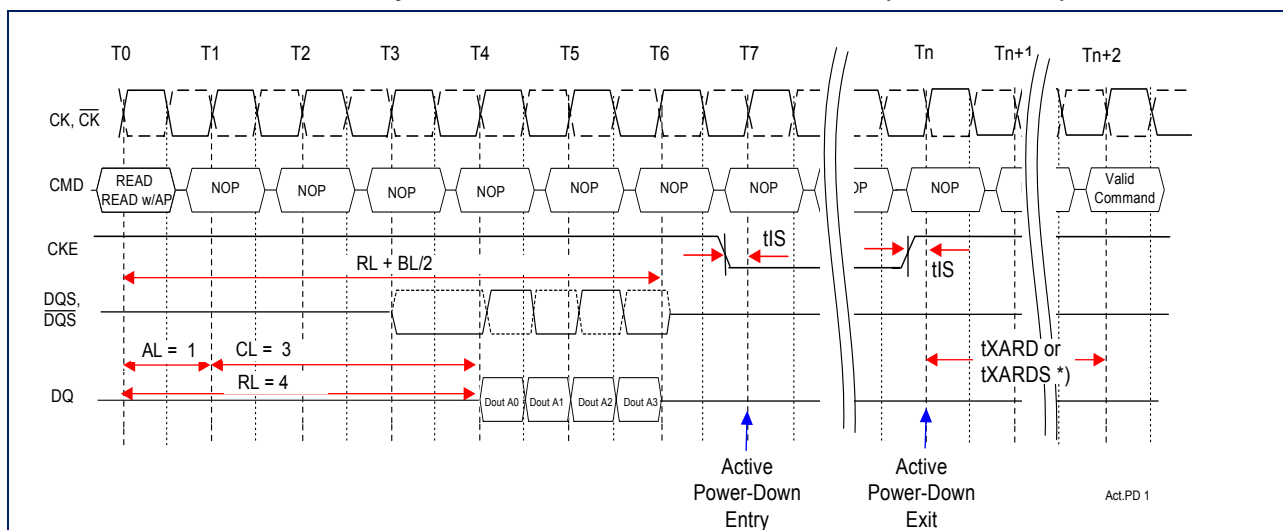 T0 T1 T2 T3 T4 T5 T6 T7 Tn Tn+1 Tn+2
CK, CK
CMD
READ
READ w/AP
NOP NOP NOP NOP NOP NOP NOP OP NOP
Valid
Command
CKE
tIS
tIS
RL + BL/2
DQS,
DQS
AL = 1
CL = 3
tXARD or
tXARDS *)
RL = 4
DQ
Dout A0 Dout A1 Dout A2 Dout A3
Active
Power-Down
Entry
Active
Power-Down
Exit
Act.PD 1